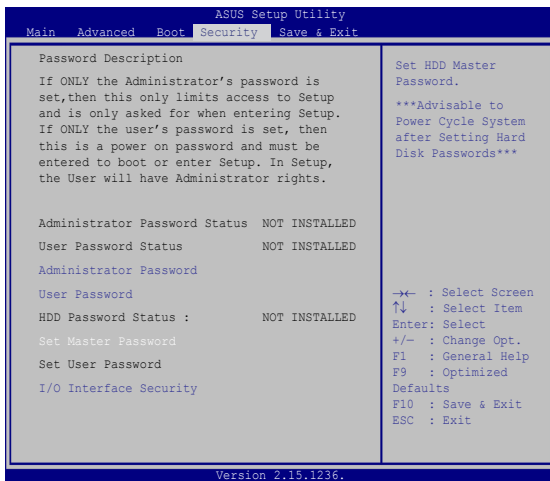 ASUS Setup Utility
Main Advanced Boot Security Save & Exit
Password Description
If ONLY the Administrator's password is
set,then this only limits access to Setup
and is only asked for when entering Setup.
If ONLY the user's password is set, then
this is a power on password and must be
entered to boot or enter Setup. In Setup,
the User will have Administrator rights.
Administrator Password Status NOT INSTALLED
User Password Status NOT INSTALLED
Administrator Password
User Password
HDD Password Status : NOT INSTALLED
Set Master Password
Set User Password
I/O Interface Security
Set HDD Master
Password.
***Advisable to
Power Cycle System
after Setting Hard
Disk Passwords***
→← : Select Screen
↑↓ : Select Item
Enter: Select
+/— : Change Opt.
F1 : General Help
F9 : Optimized
Defaults
F10 : Save & Exit
ESC : Exit
Version 2.15.1236.